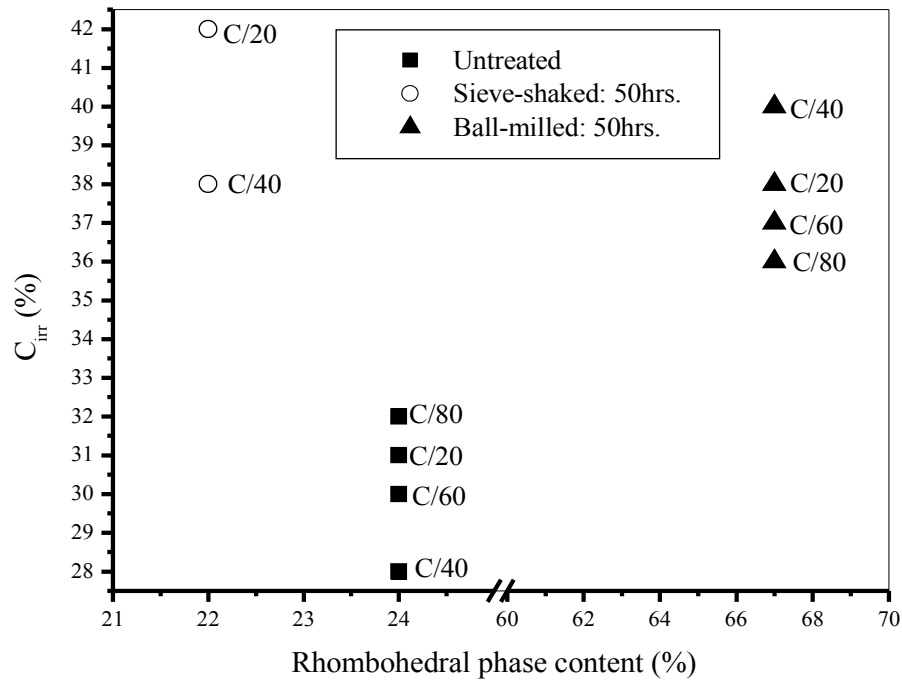 42
41
40
39
38
37
36
35
34
33
32
31
30
29
28
C_irr (%)
C/20
C/40
Untreated
Sieve-shaked: 50hrs.
Ball-milled: 50hrs.
C/40
C/20
C/60
C/80
C/80
C/20
C/60
C/40
21 22 23 24 60 62 64 66 68 70
Rhombohedral phase content (%)